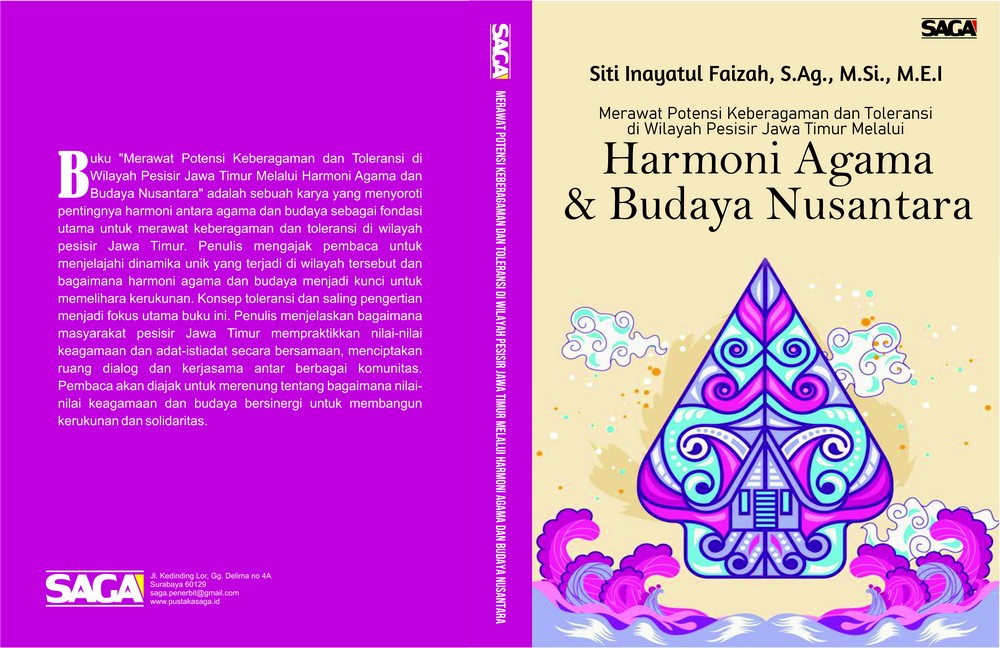 Buku "Merawat Potensi Keberagaman dan Toleransi di
Wilayah Pesisir Jawa Timur Melalui Harmoni Agama dan
Budaya Nusantara" adalah sebuah karya yang menyoroti
pentingnya harmoni antara agama dan budaya sebagai fondasi
utama untuk merawat keberagaman dan toleransi di wilayah
pesisir Jawa Timur. Penulis mengajak pembaca untuk
menjelajahi dinamika unik yang terjadi di wilayah tersebut dan
bagaimana harmoni agama dan budaya menjadi kunci untuk
memelihara kerukunan. Konsep toleransi dan saling pengertian
menjadi fokus utama buku ini. Penulis menjelaskan bagaimana
masyarakat pesisir Jawa Timur mempraktikkan nilai-nilai
keagamaan dan adat-istiadat secara bersamaan, menciptakan
ruang dialog dan kerjasama antar berbagai komunitas.
Pembaca akan diajak untuk merenung tentang bagaimana nilai-
nilai keagamaan dan budaya bersinergi untuk membangun
kerukunan dan solidaritas.
SAGA
Jl. Kedinding Lor, Gg. Delima no 4A
Surabaya 60129
saga.penerbit@gmail.com
www.pustakasaga.id
SAGA
MERAWAT POTENSI KEBERAGAMAN DAN TOLERANSI DI WILAYAH PESISIR JAWA TIMUR MELALUI HARMONI AGAMA DAN BUDAYA NUSANTARA
SAGA
Siti Inayatul Faizah, S.Ag., M.Si., M.E.I
Merawat Potensi Keberagaman dan Toleransi
di Wilayah Pesisir Jawa Timur Melalui
Harmoni Agama
& Budaya Nusantara